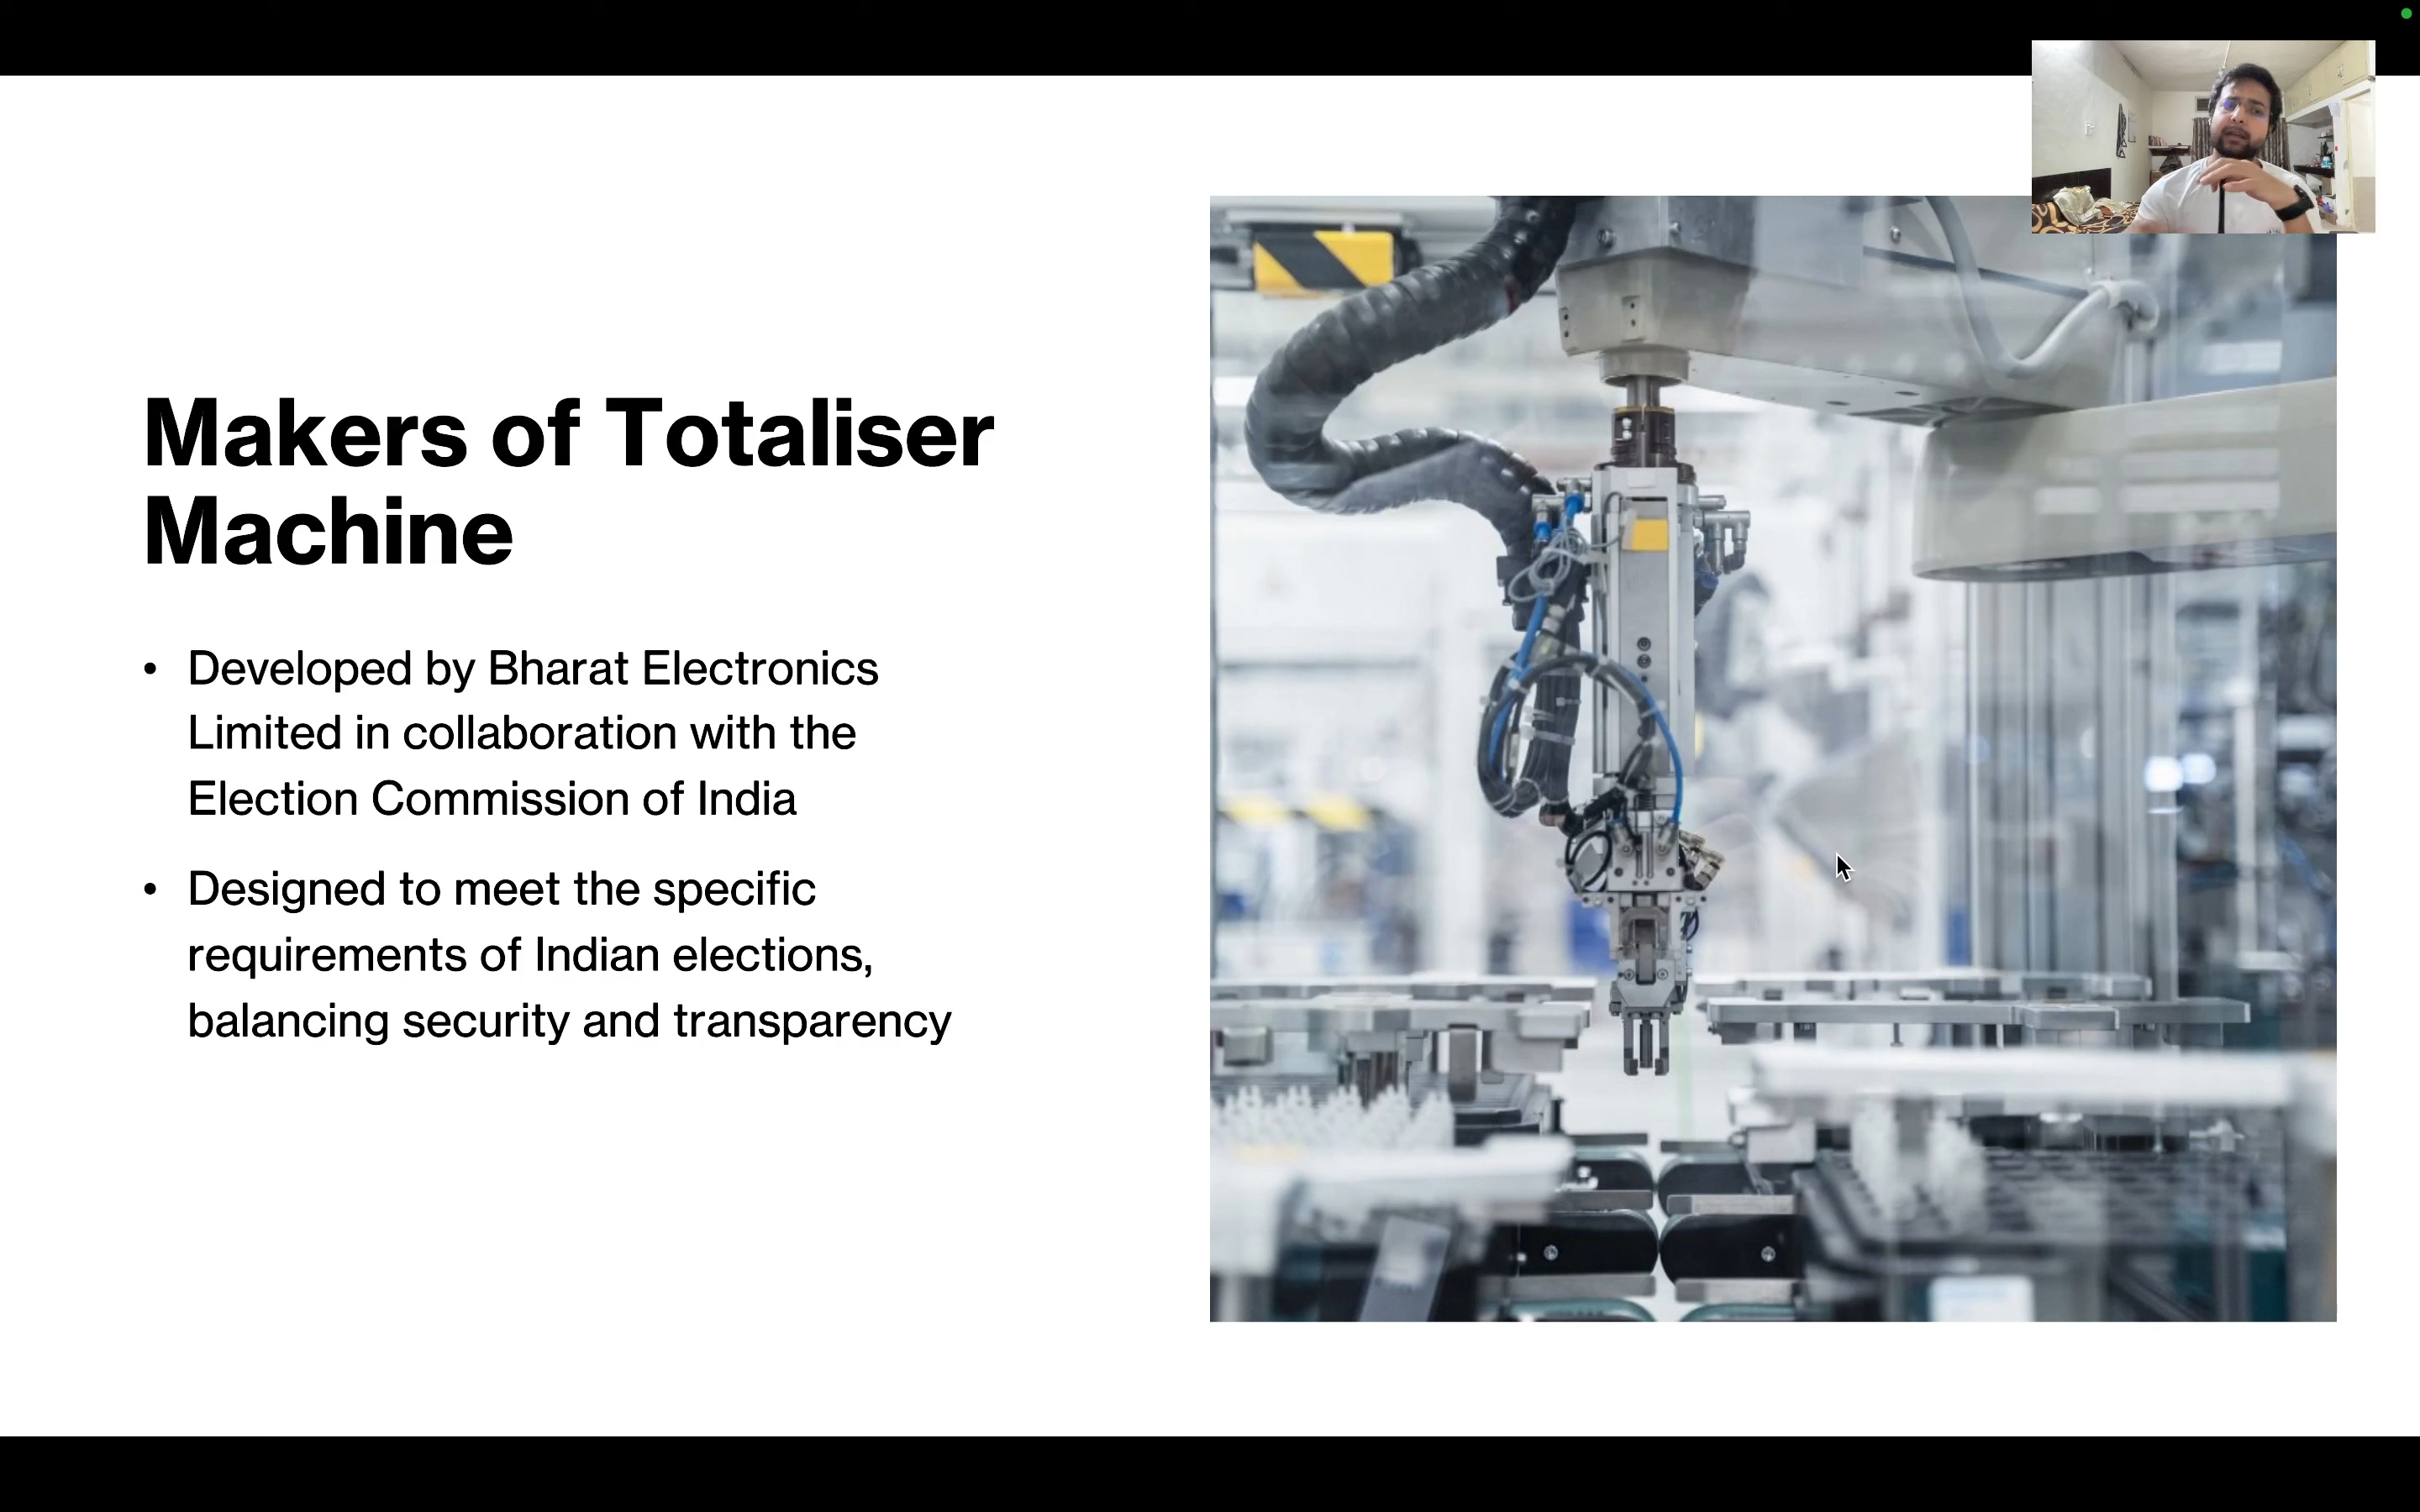 Makers of Totaliser
Machine
• Developed by Bharat Electronics
Limited in collaboration with the
Election Commission of India
• Designed to meet the specific
requirements of Indian elections,
balancing security and transparency